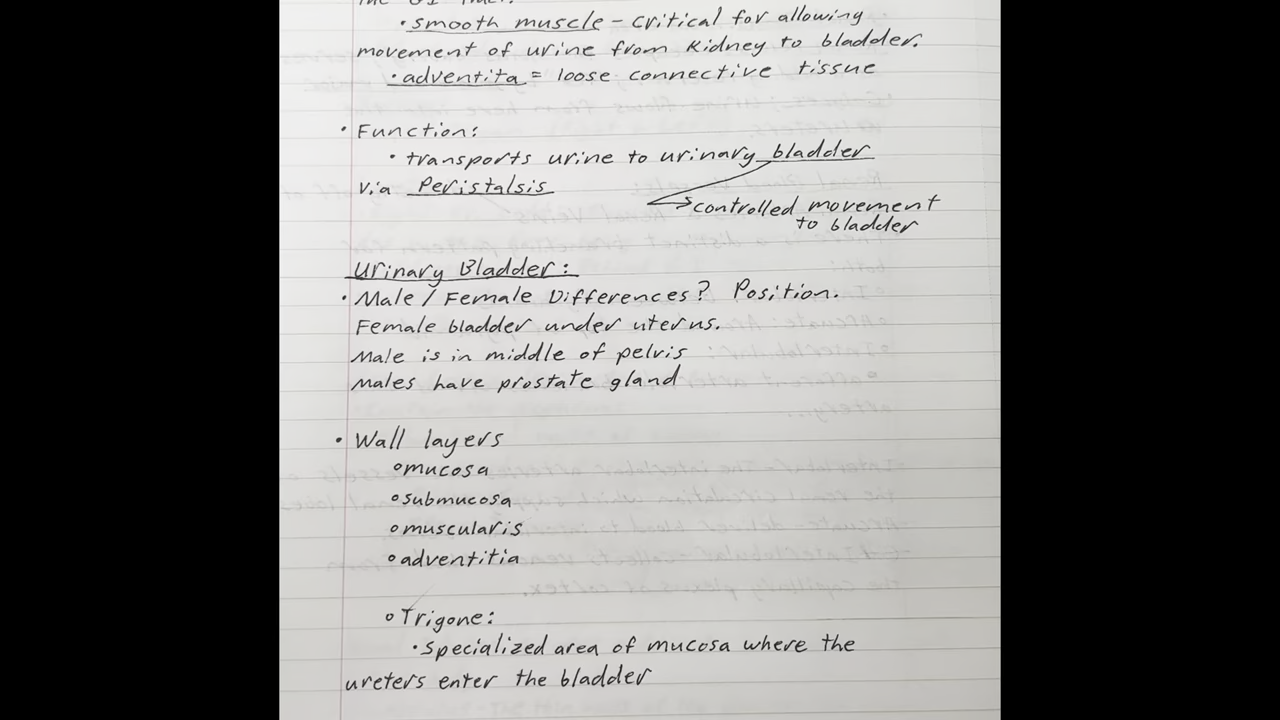 the GI tract.
• smooth muscle – critical for allowing
movement of urine from Kidney to bladder.
• adventita = loose connective tissue
• Function:
• transports urine to urinary bladder
via Peristalsis
controlled movement
to bladder
Urinary Bladder:
• Male / Female Differences? Position.
Female bladder under uterus.
Male is in middle of pelvis
Males have prostate gland
• Wall layers
° mucosa
° submucosa
° muscularis
° adventitia
° Trigone:
• specialized area of mucosa where the
ureters enter the bladder